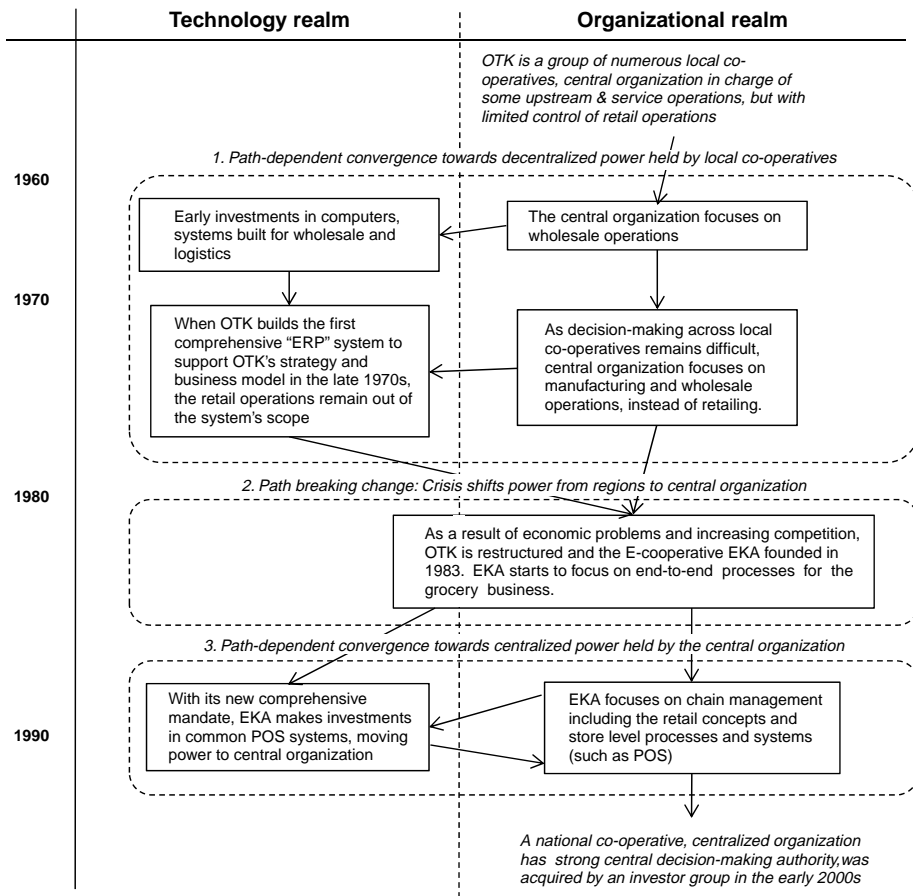 Technology realm
Organizational realm
OTK is a group of numerous local co-
operatives, central organization in charge of
some upstream & service operations, but with
limited control of retail operations
1. Path-dependent convergence towards decentralized power held by local co-operatives
1960
Early investments in computers,
systems built for wholesale and
logistics
The central organization focuses on
wholesale operations
1970
When OTK builds the first
comprehensive “ERP” system to
support OTK’s strategy and
business model in the late 1970s,
the retail operations remain out of
the system’s scope
As decision-making across local
co-operatives remains difficult,
central organization focuses on
manufacturing and wholesale
operations, instead of retailing.
1980
2. Path breaking change: Crisis shifts power from regions to central organization
As a result of economic problems and increasing competition,
OTK is restructured and the E-cooperative EKA founded in
1983. EKA starts to focus on end-to-end processes for the
grocery business.
3. Path-dependent convergence towards centralized power held by the central organization
1990
With its new comprehensive
mandate, EKA makes investments
in common POS systems, moving
power to central organization
EKA focuses on chain management
including the retail concepts and
store level processes and systems
(such as POS)
A national co-operative, centralized organization
has strong central decision-making authority,was
acquired by an investor group in the early 2000s